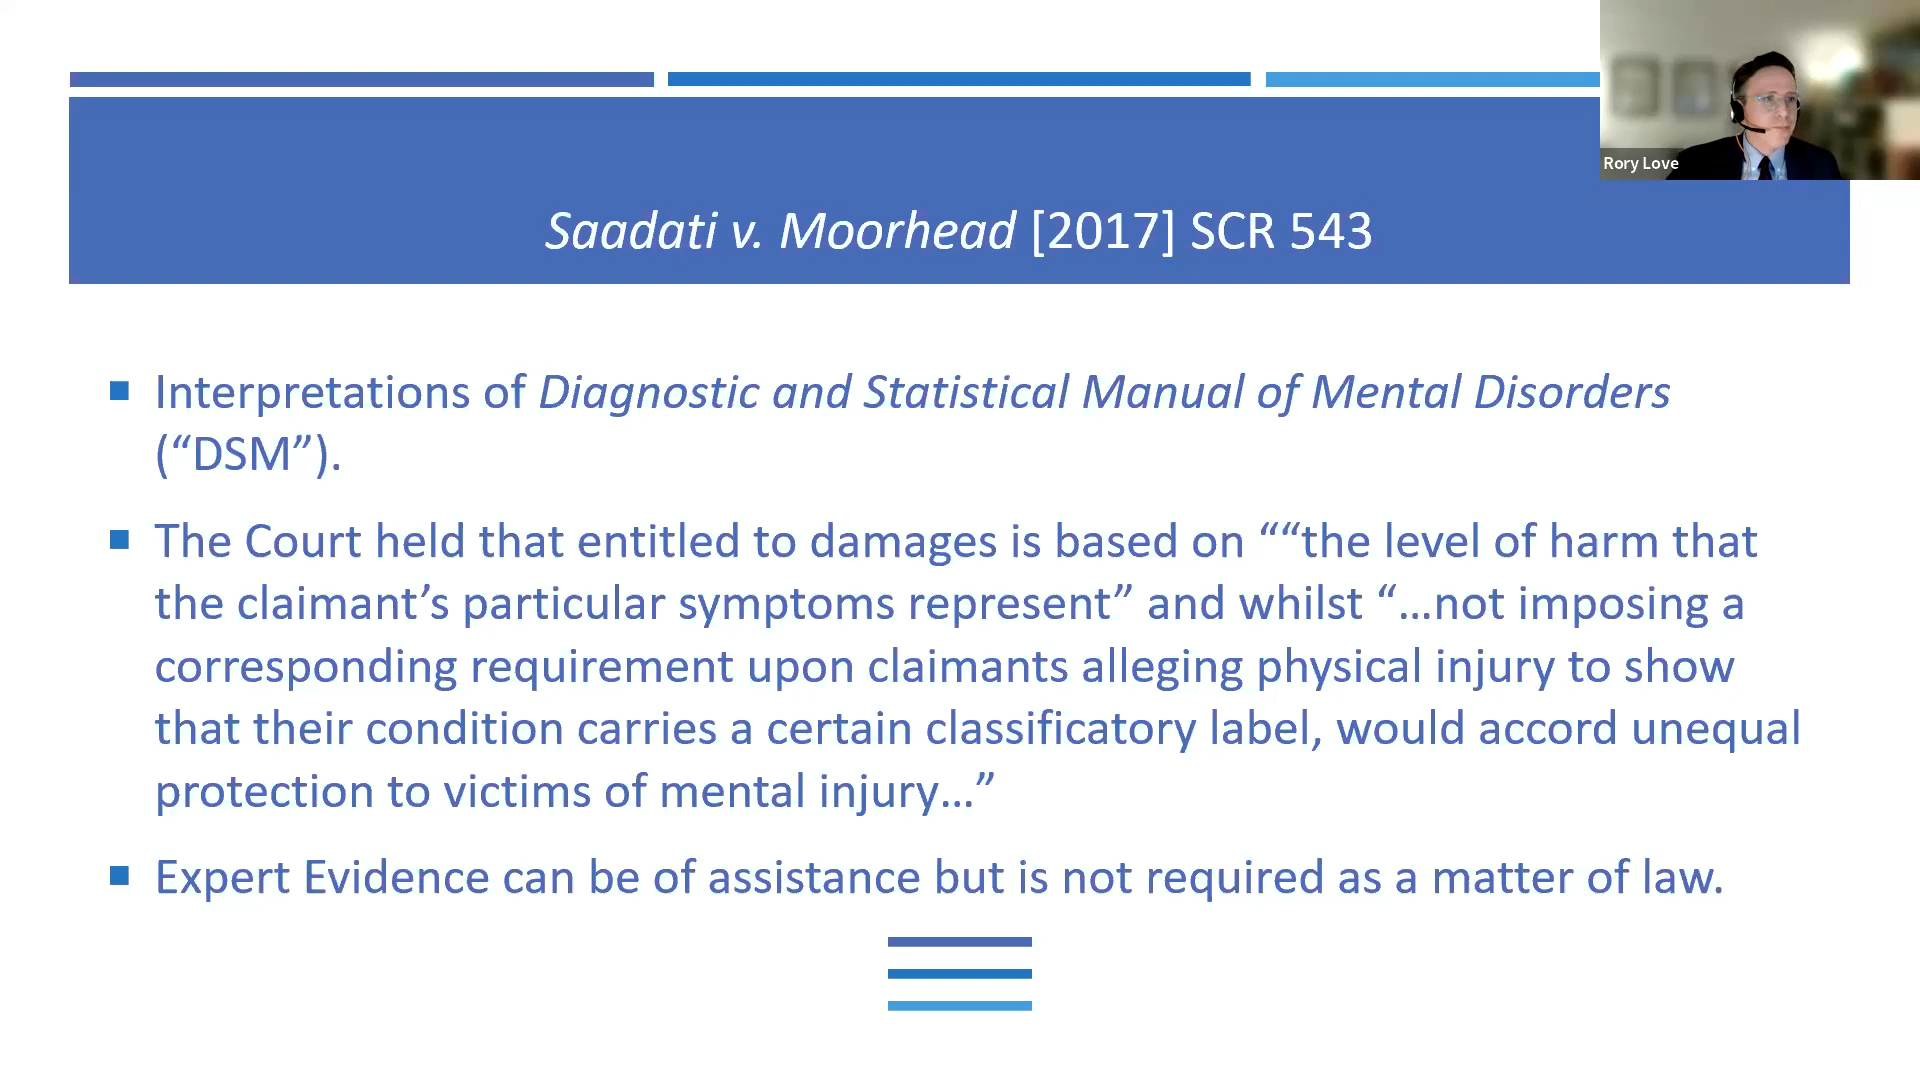 Rory Love
Saadati v. Moorhead [2017] SCR 543
Interpretations of Diagnostic and Statistical Manual of Mental Disorders
(“DSM”).
The Court held that entitled to damages is based on ““the level of harm that
the claimant’s particular symptoms represent” and whilst “…not imposing a
corresponding requirement upon claimants alleging physical injury to show
that their condition carries a certain classificatory label, would accord unequal
protection to victims of mental injury…”
Expert Evidence can be of assistance but is not required as a matter of law.